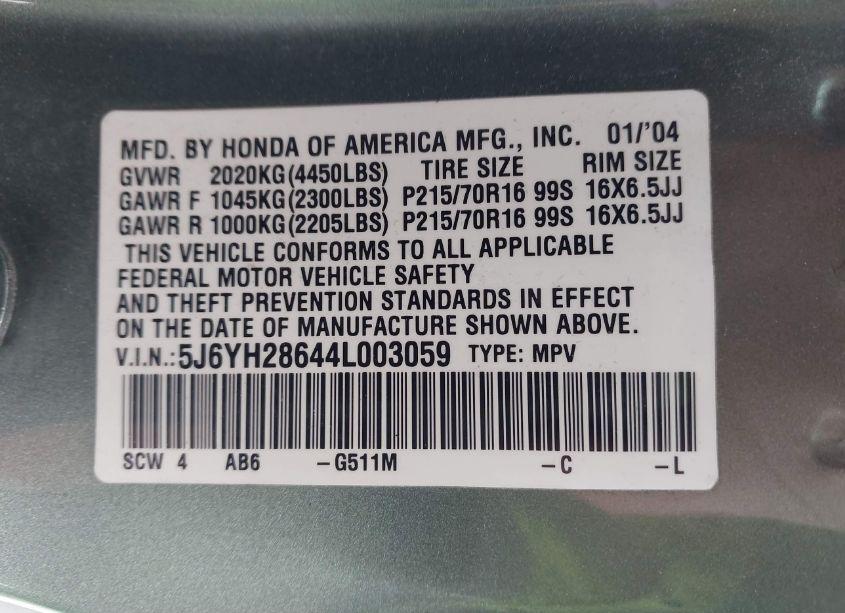 MFD. BY HONDA OF AMERICA MFG., INC. 01/'04
GVWR 2020KG(4450LBS) TIRE SIZE RIM SIZE
GAWR F 1045KG(2300LBS) P215/70R16 99S 16X6.5JJ
GAWR R 1000KG(2205LBS) P215/70R16 99S 16X6.5JJ
THIS VEHICLE CONFORMS TO ALL APPLICABLE
FEDERAL MOTOR VEHICLE SAFETY
AND THEFT PREVENTION STANDARDS IN EFFECT
ON THE DATE OF MANUFACTURE SHOWN ABOVE.
V.I.N.:5J6YH28644L003059 TYPE: MPV
SCW 4 AB6 -G511M -C -L